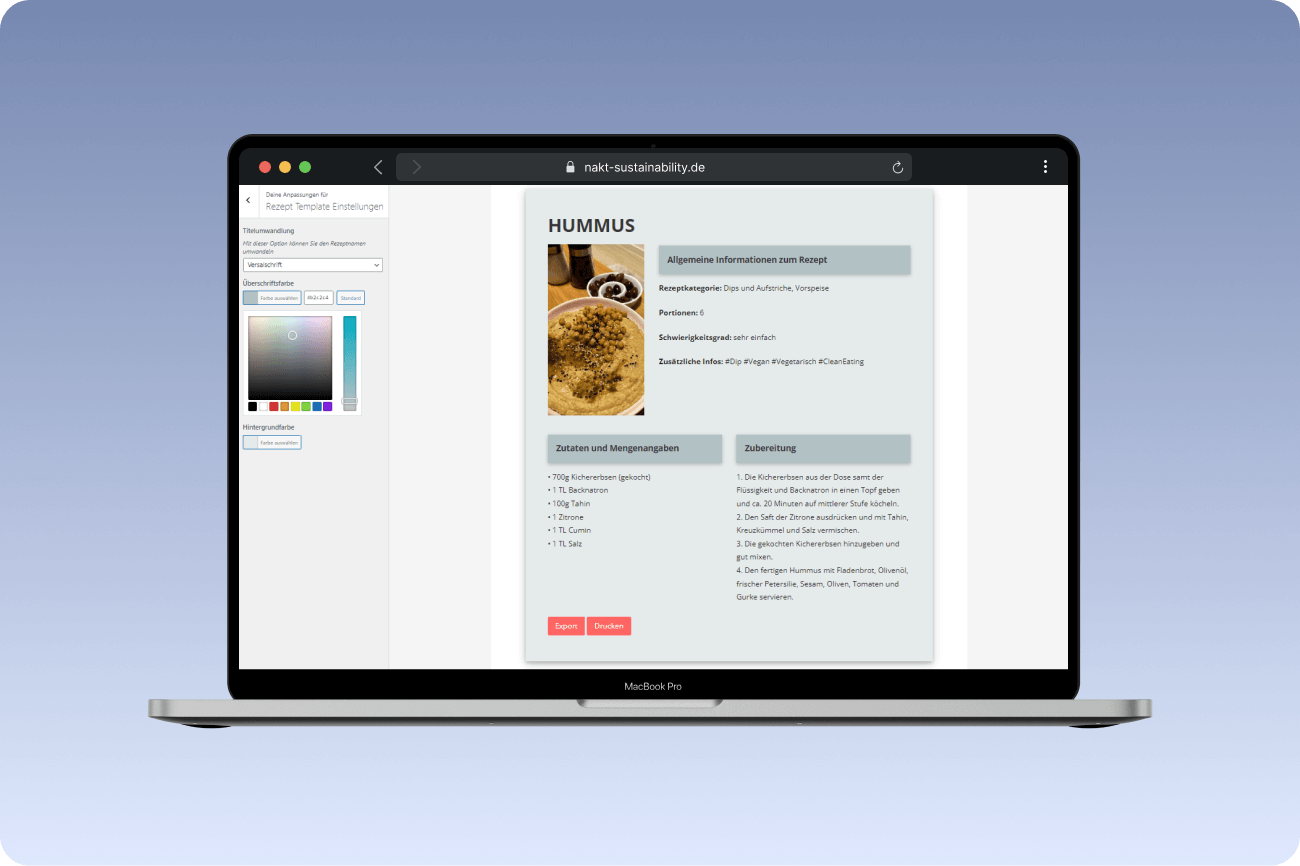 nakt-sustainability.de
Deine Anpassungen für
Rezept Template Einstellungen
Titelumwandlung
Mit dieser Option können Sie den Rezeptnamen
umwandeln
Versalschrift
Überschriftsfarbe
Farbe auswählen
#b2c2c4
Standard
Hintergrundfarbe
Farbe auswählen
HUMMUS
Allgemeine Informationen zum Rezept
Rezeptkategorie: Dips und Aufstriche, Vorspeise
Portionen: 6
Schwierigkeitsgrad: sehr einfach
Zusätzliche Infos: #Dip #Vegan #Vegetarisch #CleanEating
Zutaten und Mengenangaben
• 700g Kichererbsen (gekocht)
• 1 TL Backnatron
• 100g Tahin
• 1 Zitrone
• 1 TL Cumin
• 1 TL Salz
Zubereitung
1. Die Kichererbsen aus der Dose samt der
Flüssigkeit und Backnatron in einen Topf geben
und ca. 20 Minuten auf mittlerer Stufe köcheln.
2. Den Saft der Zitrone ausdrücken und mit Tahin,
Kreuzkümmel und Salz vermischen.
3. Die gekochten Kichererbsen hinzugeben und
gut mixen.
4. Den fertigen Hummus mit Fladenbrot, Olivenöl,
frischer Petersilie, Sesam, Oliven, Tomaten und
Gurke servieren.
Export
Drucken
MacBook Pro